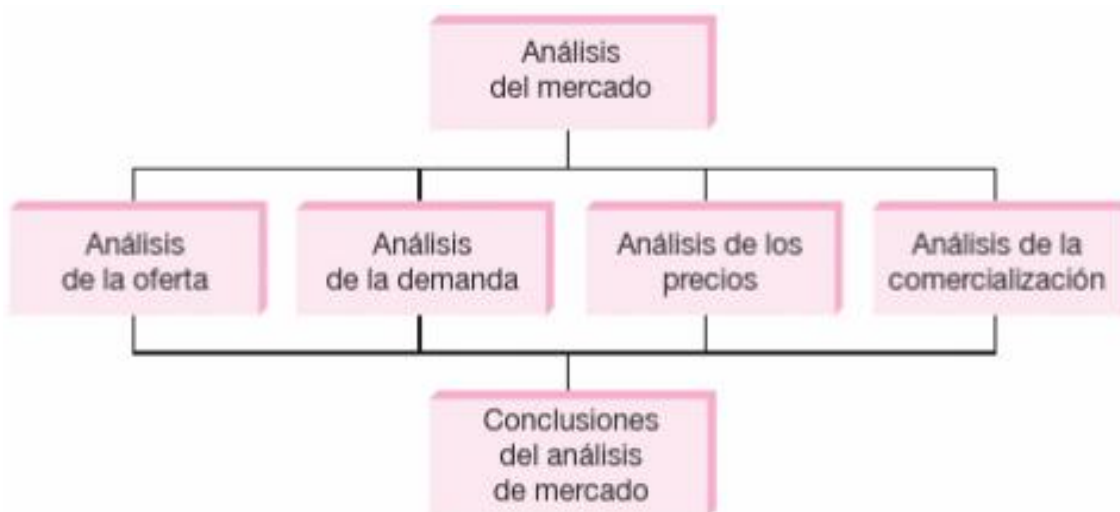 Análisis
del mercado
Análisis
de la oferta
Análisis
de la demanda
Análisis de los
precios
Análisis de la
comercialización
Conclusiones
del análisis
de mercado